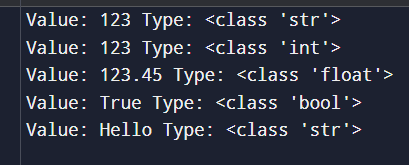 Value: 123 Type: <class 'str'>
Value: 123 Type: <class 'int'>
Value: 123.45 Type: <class 'float'>
Value: True Type: <class 'bool'>
Value: Hello Type: <class 'str'>